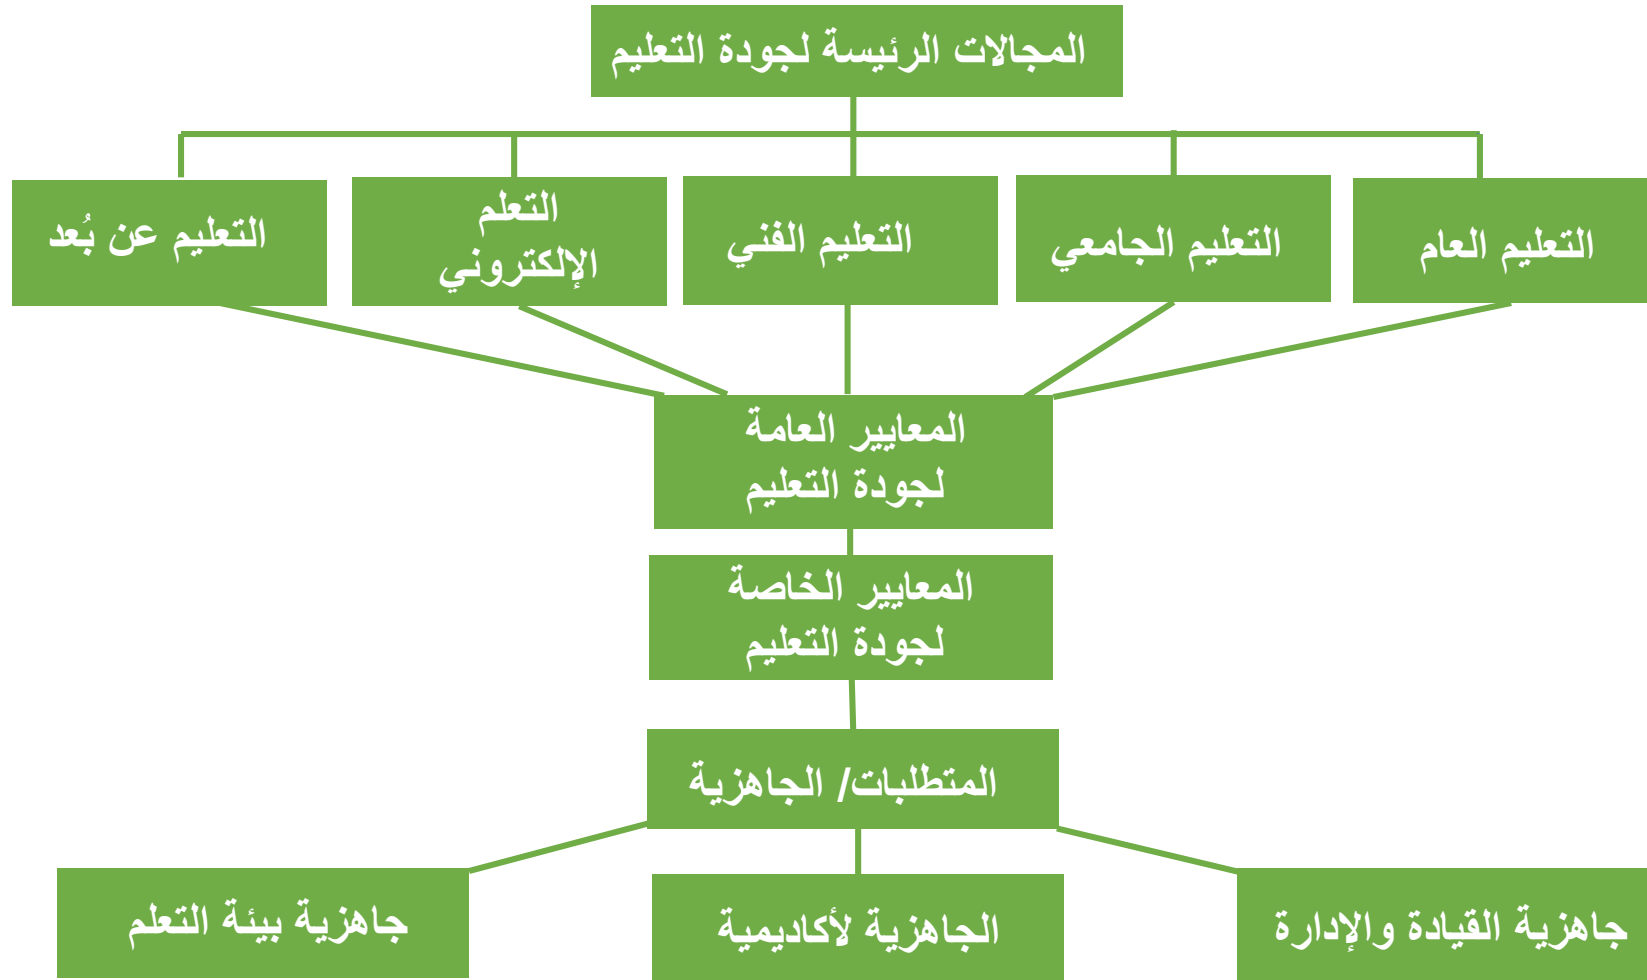 المجالات الرئيسة لجودة التعليم
التعليم العام
التعليم الجامعي
التعليم الفني
التعلم
الإلكتروني
التعليم عن بُعد
المعايير العامة
لجودة التعليم
المعايير الخاصة
لجودة التعليم
المتطلبات/ الجاهزية
جاهزية القيادة والإدارة
الجاهزية لأكاديمية
جاهزية بيئة التعلم